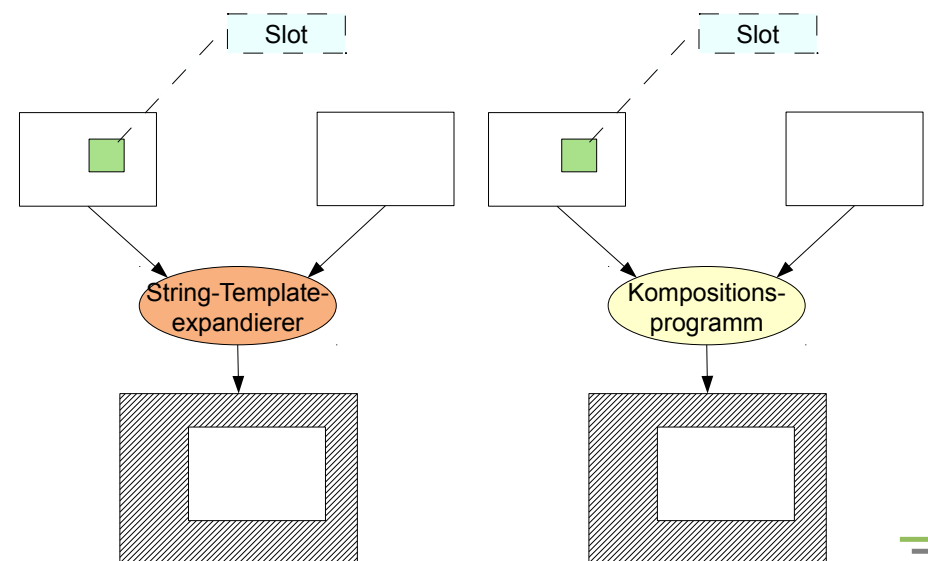 Slot
Slot
String-Template-
expandierer
Kompositions-
programm